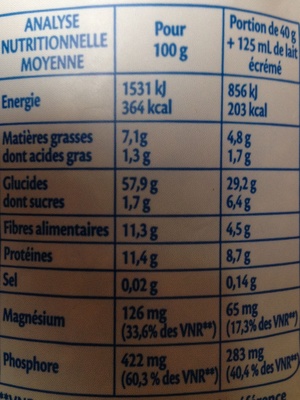 ANALYSE NUTRITIONNELLE MOYENNE Pour 100 g Portion de 40 g + 125 mL de lait écrémé
Energie 1531 kJ 856 kJ
364 kcal 203 kcal
Matières grasses 7,1g 4,8 g
dont acides gras 1,3 g 1,7 g
Glucides 57,9 g 29,2 g
dont sucres 1,7 g 6,4 g
Fibres alimentaires 11,3 g 4,5 g
Protéines 11,4 g 8,7 g
Sel 0,02 g 0,14 g
Magnésium 126 mg 65 mg
(33,6% des VNR**) (17,3% des VNR**)
Phosphore 422 mg 283 mg
(60,3 % des VNR**) (40,4 % des VNR**)